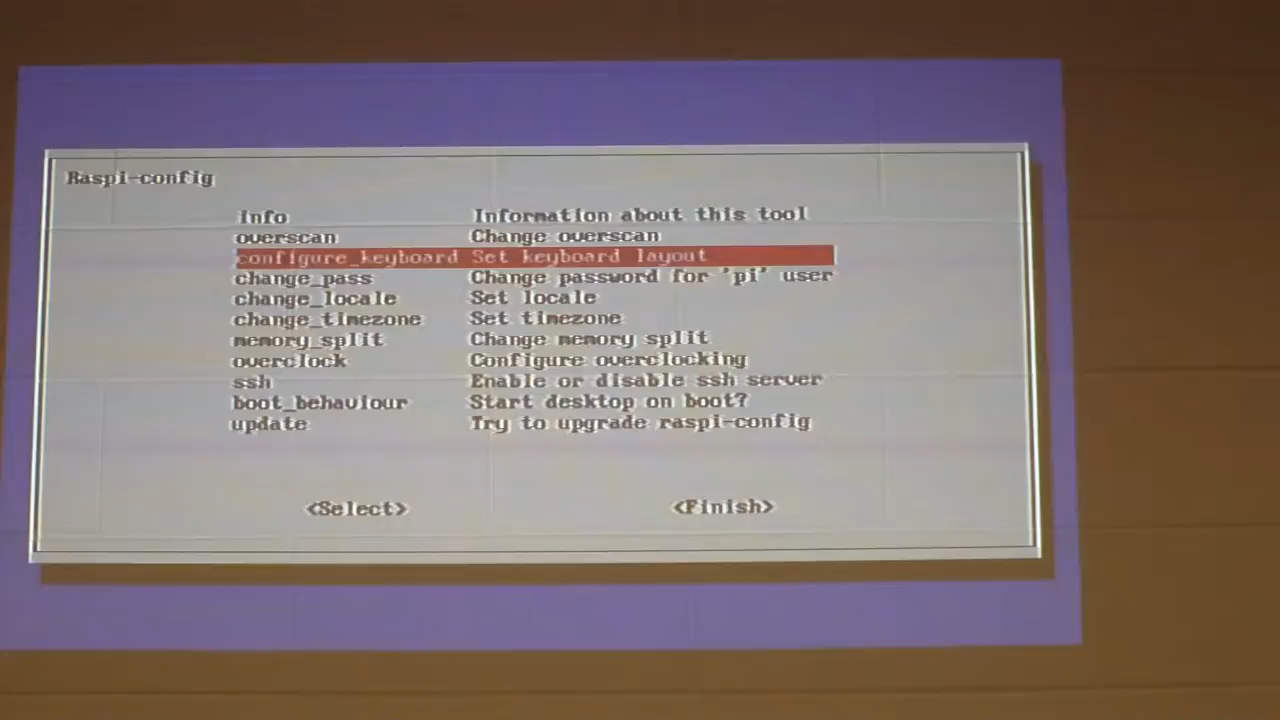 Raspi-config
info Information about this tool
overscan Change overscan
configure_keyboard Set keyboard layout
change_pass Change password for 'pi' user
change_locale Set locale
change_timezone Set timezone
memory_split Change memory split
overclock Configure overclocking
ssh Enable or disable ssh server
boot_behaviour Start desktop on boot?
update Try to upgrade raspi-config
<Select> <Finish>